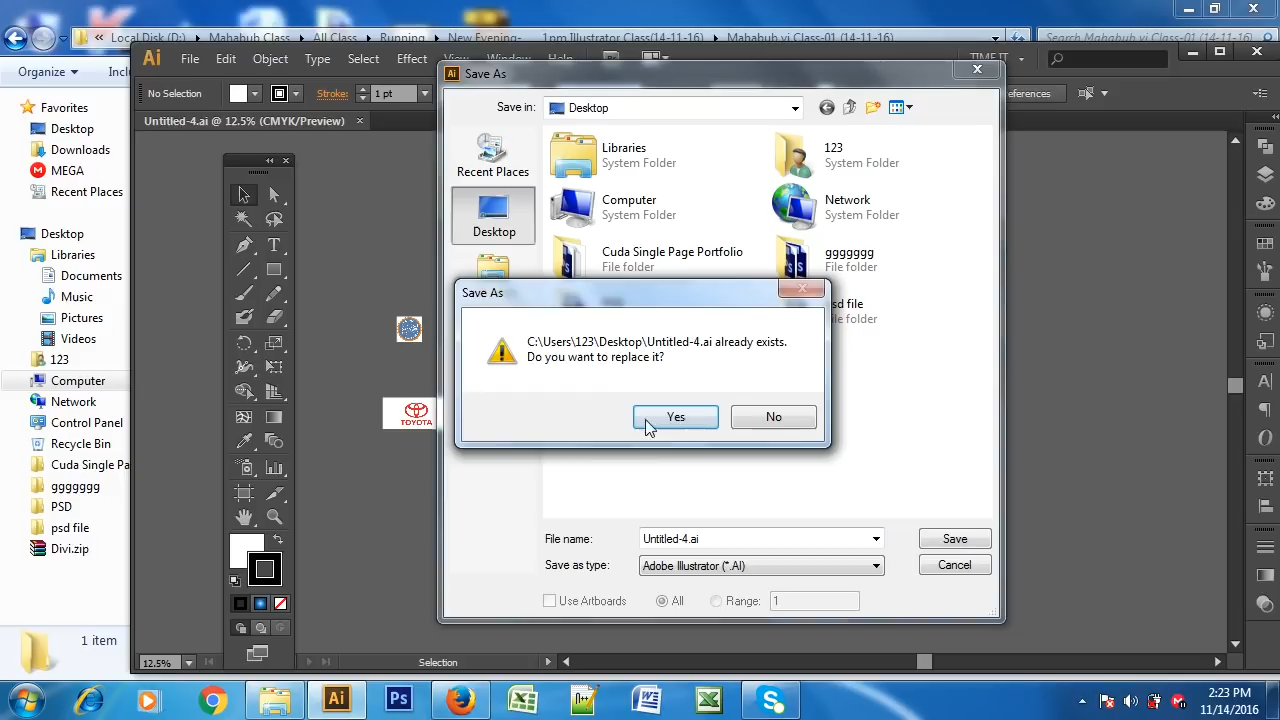 Local Disk (D:) Mahabub Class All Class Running New Evening- 1pm Illustrator Class(14-11-16) Mahabub vi Class-01 (14-11-16)
Search Mahabub vi Class-01 (14-11-16)
Organize
Favorites
Desktop
Downloads
MEGA
Recent Places
Desktop
Libraries
Documents
Music
Pictures
Videos
123
Computer
Network
Control Panel
Recycle Bin
Cuda Single Pa
ggggggg
PSD
psd file
Divi.zip
1 item
Ai File Edit Object Type Select Effect View Window Help
No Selection Stroke: 1 pt
Untitled-4.ai @ 12.5% (CMYK/Preview)
TOYOTA
12.5%
Selection
Ai Save As
Save in: Desktop
Recent Places
Desktop
Libraries
System Folder
123
System Folder
Computer
System Folder
Network
System Folder
Cuda Single Page Portfolio
File folder
ggggggg
File folder
Save As
C:\Users\123\Desktop\Untitled-4.ai already exists.
Do you want to replace it?
Yes No
File name: Untitled-4.ai Save
Save as type: Adobe Illustrator (*.AI) Cancel
Use Artboards All Range: 1
Ai Ps
2:23 PM
11/14/2016